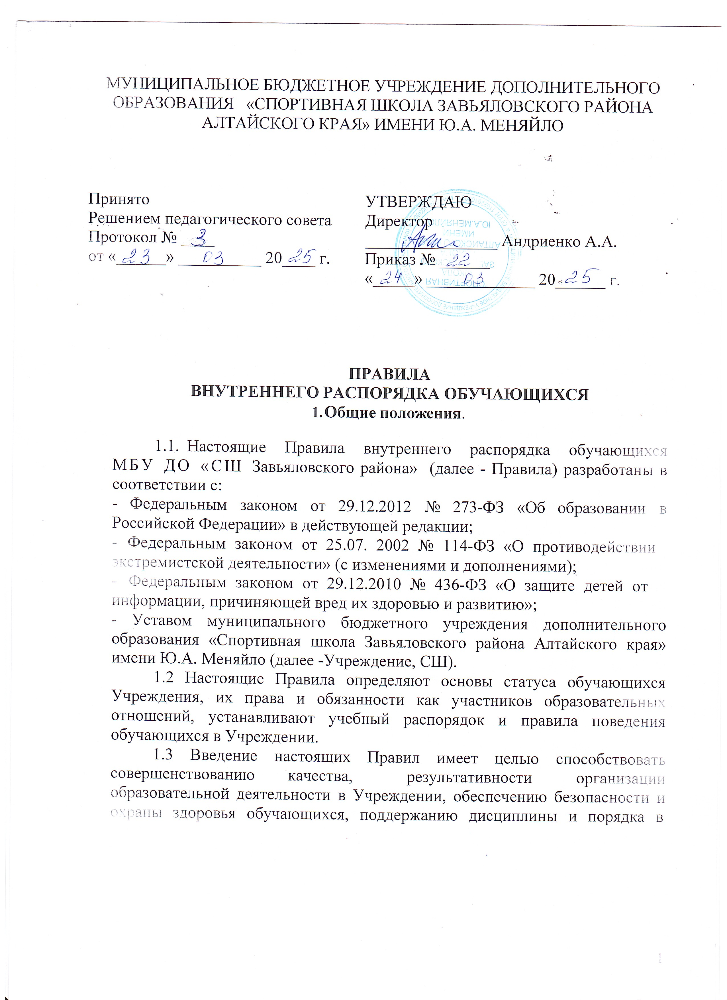 МУНИЦИПАЛЬНОЕ БЮДЖЕТНОЕ УЧРЕЖДЕНИЕ ДОПОЛНИТЕЛЬНОГО
ОБРАЗОВАНИЯ «СПОРТИВНАЯ ШКОЛА ЗАВЬЯЛОВСКОГО РАЙОНА
АЛТАЙСКОГО КРАЯ» ИМЕНИ Ю.А. МЕНЯЙЛО
Принято
Решением педагогического совета
Протокол № 3
от «23» 03 2025 г.
УТВЕРЖДАЮ
Директор
Андриенко А.А.
Приказ № 22
«24» 03 2025 г.
ПРАВИЛА
ВНУТРЕННЕГО РАСПОРЯДКА ОБУЧАЮЩИХСЯ
1. Общие положения.
1.1. Настоящие Правила внутреннего распорядка обучающихся
МБУ ДО «СШ Завьяловского района» (далее - Правила) разработаны в
соответствии с:
- Федеральным законом от 29.12.2012 № 273-ФЗ «Об образовании в
Российской Федерации» в действующей редакции;
- Федеральным законом от 25.07. 2002 № 114-ФЗ «О противодействии
экстремистской деятельности» (с изменениями и дополнениями);
- Федеральным законом от 29.12.2010 № 436-ФЗ «О защите детей от
информации, причиняющей вред их здоровью и развитию»;
- Уставом муниципального бюджетного учреждения дополнительного
образования «Спортивная школа Завьяловского района Алтайского края»
имени Ю.А. Меняйло (далее -Учреждение, СШ).
1.2 Настоящие Правила определяют основы статуса обучающихся
Учреждения, их права и обязанности как участников образовательных
отношений, устанавливают учебный распорядок и правила поведения
обучающихся в Учреждении.
1.3 Введение настоящих Правил имеет целью способствовать
совершенствованию качества, результативности организации
образовательной деятельности в Учреждении, обеспечению безопасности и
охраны здоровья обучающихся, поддержанию дисциплины и порядка в
1